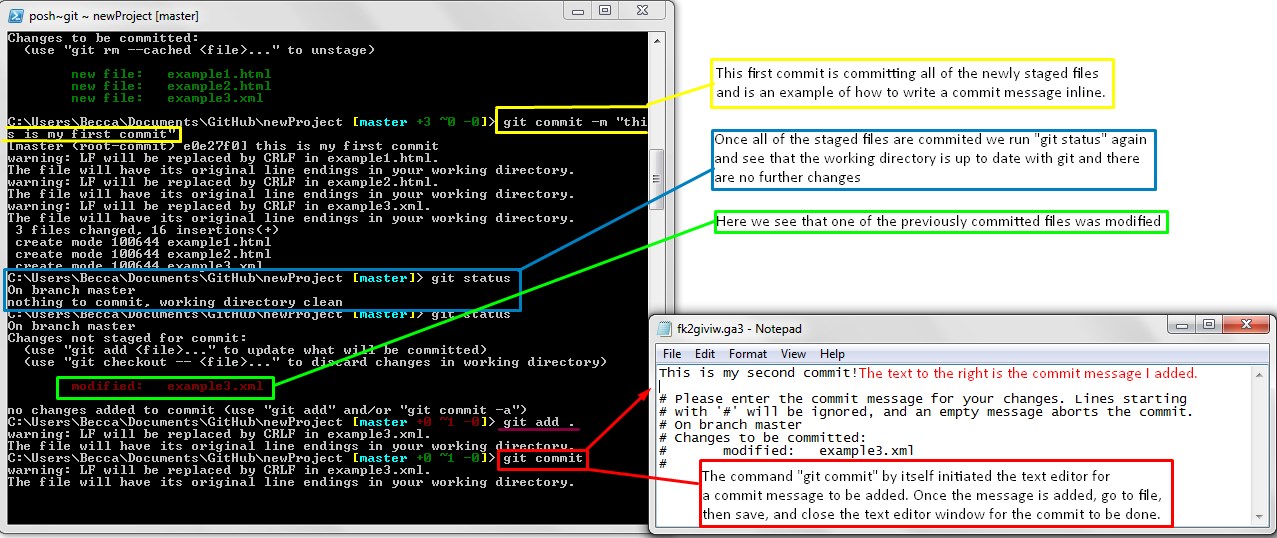 posh~git ~ newProject [master]
Changes to be committed:
(use "git rm --cached <file>..." to unstage)
new file: example1.html
new file: example2.html
new file: example3.xml
C:\Users\Becca\Documents\GitHub\newProject [master +3 ~0 -0]> git commit -m "thi
s is my first commit"
[master (root-commit) e0e27f0] this is my first commit
warning: LF will be replaced by CRLF in example1.html.
The file will have its original line endings in your working directory.
warning: LF will be replaced by CRLF in example2.html.
The file will have its original line endings in your working directory.
warning: LF will be replaced by CRLF in example3.xml.
The file will have its original line endings in your working directory.
3 files changed, 16 insertions(+)
create mode 100644 example1.html
create mode 100644 example2.html
create mode 100644 example3.xml
C:\Users\Becca\Documents\GitHub\newProject [master]> git status
On branch master
nothing to commit, working directory clean
C:\Users\Becca\Documents\GitHub\newProject [master]> git status
On branch master
Changes not staged for commit:
(use "git add <file>..." to update what will be committed)
(use "git checkout -- <file>..." to discard changes in working directory)
modified: example3.xml
no changes added to commit (use "git add" and/or "git commit -a")
C:\Users\Becca\Documents\GitHub\newProject [master +0 ~1 -0]> git add .
warning: LF will be replaced by CRLF in example3.xml.
The file will have its original line endings in your working directory.
C:\Users\Becca\Documents\GitHub\newProject [master +0 ~1 -0]> git commit
warning: LF will be replaced by CRLF in example3.xml.
The file will have its original line endings in your working directory.
This first commit is committing all of the newly staged files
and is an example of how to write a commit message inline.
Once all of the staged files are commited we run "git status" again
and see that the working directory is up to date with git and there
are no further changes
Here we see that one of the previously committed files was modified
fk2giviw.ga3 - Notepad
File Edit Format View Help
This is my second commit!The text to the right is the commit message I added.
# Please enter the commit message for your changes. Lines starting
# with '#' will be ignored, and an empty message aborts the commit.
# On branch master
# Changes to be committed:
# modified: example3.xml
#
The command "git commit" by itself initiated the text editor for
a commit message to be added. Once the message is added, go to file,
then save, and close the text editor window for the commit to be done.